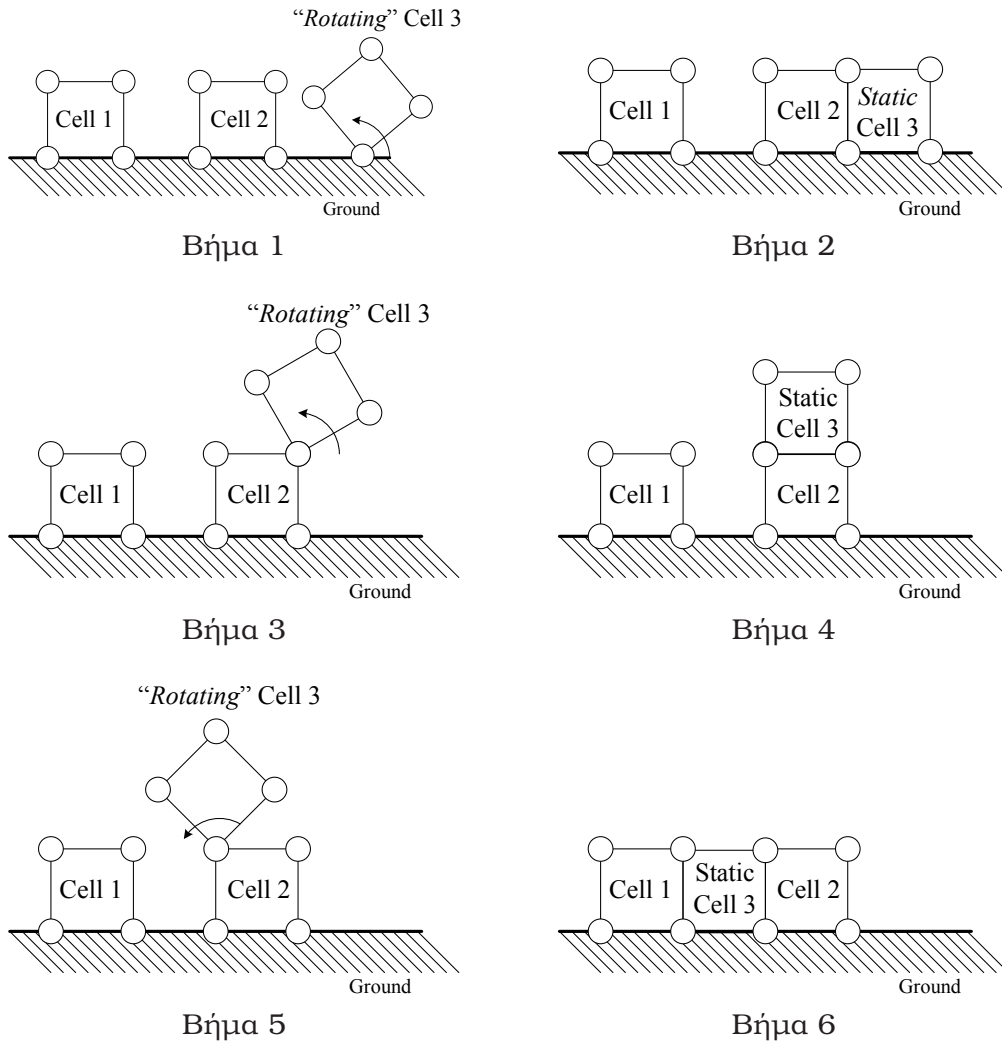 “Rotating” Cell 3
Cell 1
Cell 2
Ground
Βήμα 1
Cell 1
Cell 2
Static
Cell 3
Ground
Βήμα 2
“Rotating” Cell 3
Cell 1
Cell 2
Ground
Βήμα 3
Static
Cell 3
Cell 1
Cell 2
Ground
Βήμα 4
“Rotating” Cell 3
Cell 1
Cell 2
Ground
Βήμα 5
Cell 1
Static
Cell 3
Cell 2
Ground
Βήμα 6